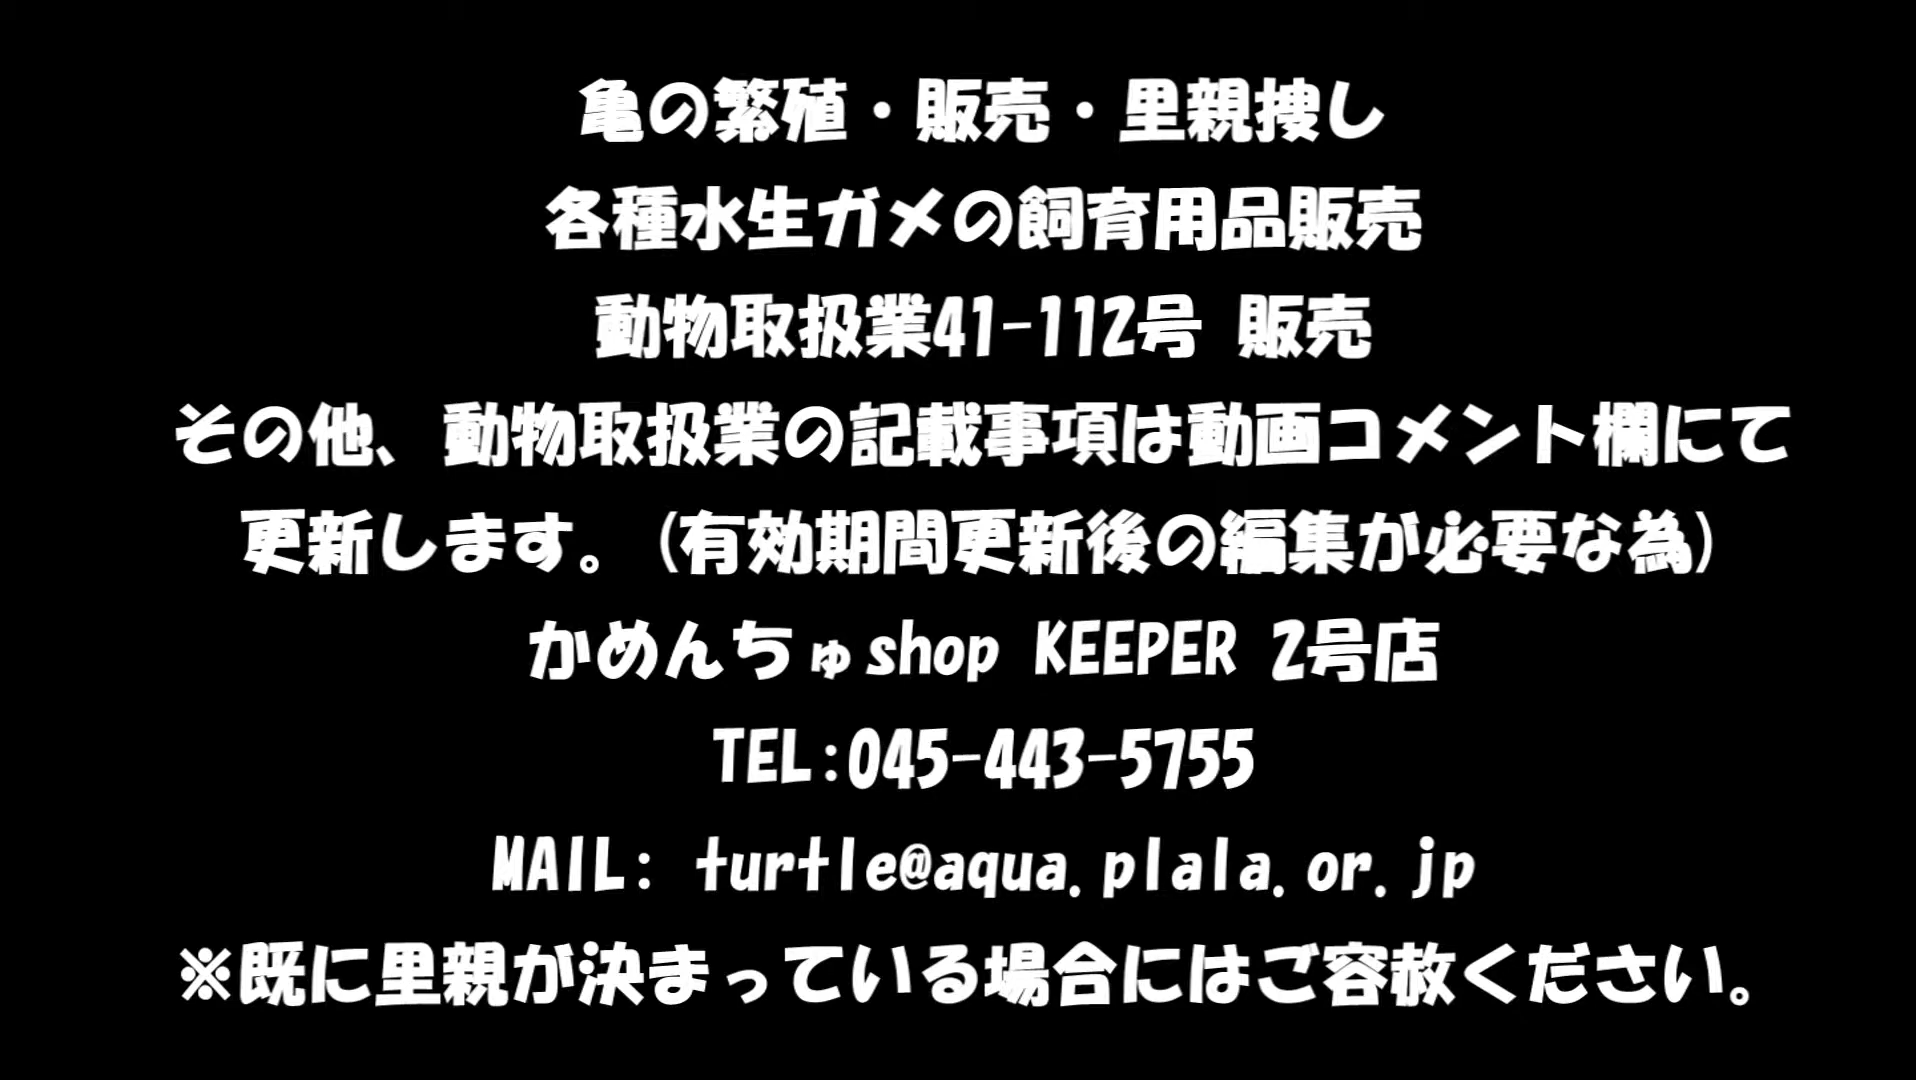 亀の繁殖・販売・里親捜し
各種水生ガメの飼育用品販売
動物取扱業41-112号 販売
その他、動物取扱業の記載事項は動画コメント欄にて
更新します。(有効期間更新後の編集が必要な為)
かめんちゅshop KEEPER 2号店
TEL:045-443-5755
MAIL: turtle@aqua.plala.or.jp
※既に里親が決まっている場合にはご容赦ください。